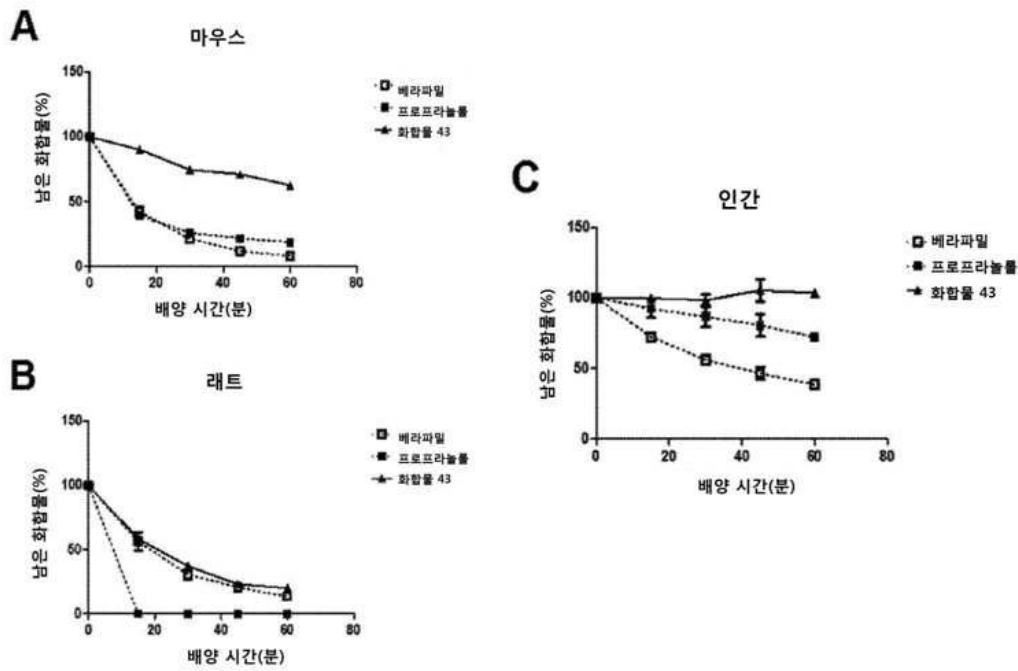 A
마우스
150
100
50
0
0 20 40 60 80
남은 화합물(%)
배양 시간(분)
베라파밀
프로프라놀롤
화합물 43
B
래트
150
100
50
0
0 20 40 60 80
남은 화합물(%)
배양 시간(분)
베라파밀
프로프라놀롤
화합물 43
C
인간
150
100
50
0
0 20 40 60 80
남은 화합물(%)
배양 시간(분)
베라파밀
프로프라놀롤
화합물 43